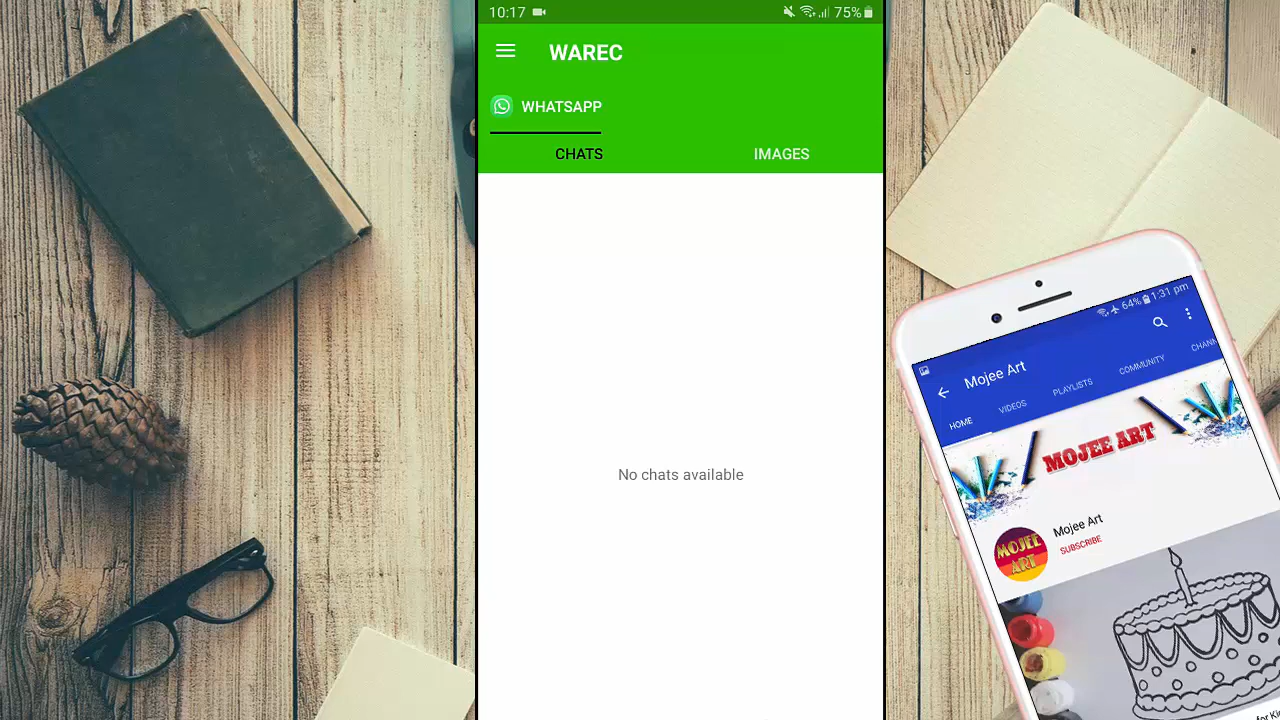 10:17
75%
WAREC
WHATSAPP
CHATS
IMAGES
No chats available
64% 1:31 pm
Mojee Art
HOME
VIDEOS
PLAYLISTS
COMMUNITY
CHANN
MOJEE ART
MOJEE
ART
Mojee Art
SUBSCRIBE